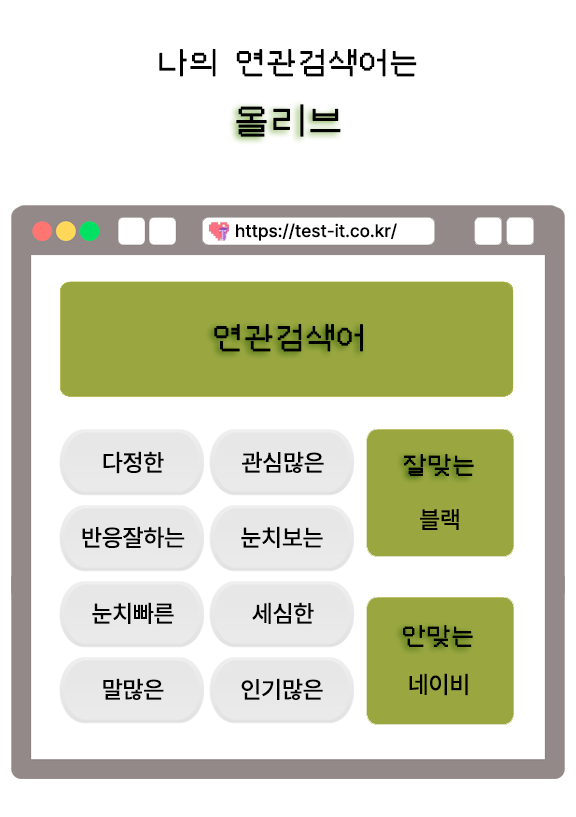 나의 연관검색어는
올리브
https://test-it.co.kr/
연관검색어
다정한
관심많은
반응잘하는
눈치보는
눈치빠른
세심한
말많은
인기많은
잘맞는
블랙
안맞는
네이비